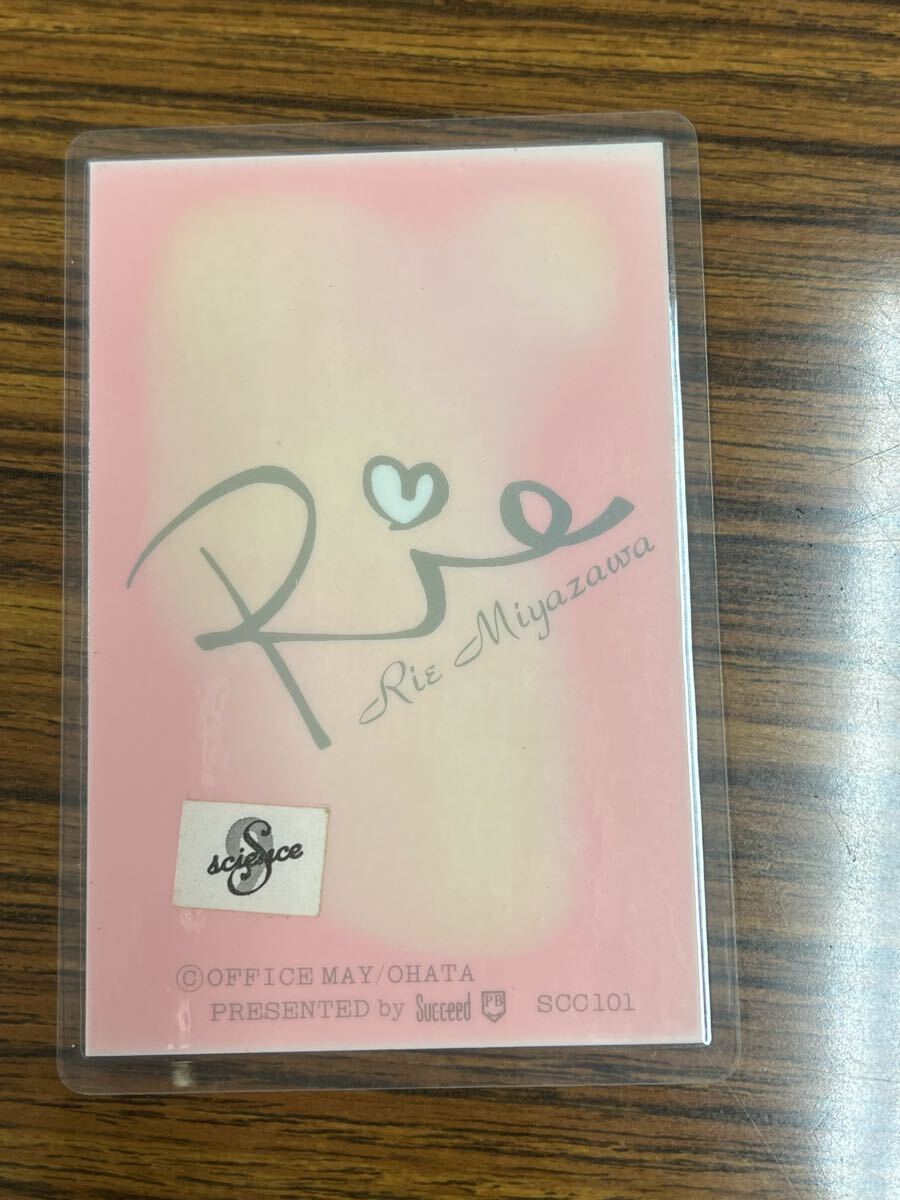 Rie
Rie Miyazawa
S
science
©OFFICE MAY/OHATA
PRESENTED by Succeed PB SCC101